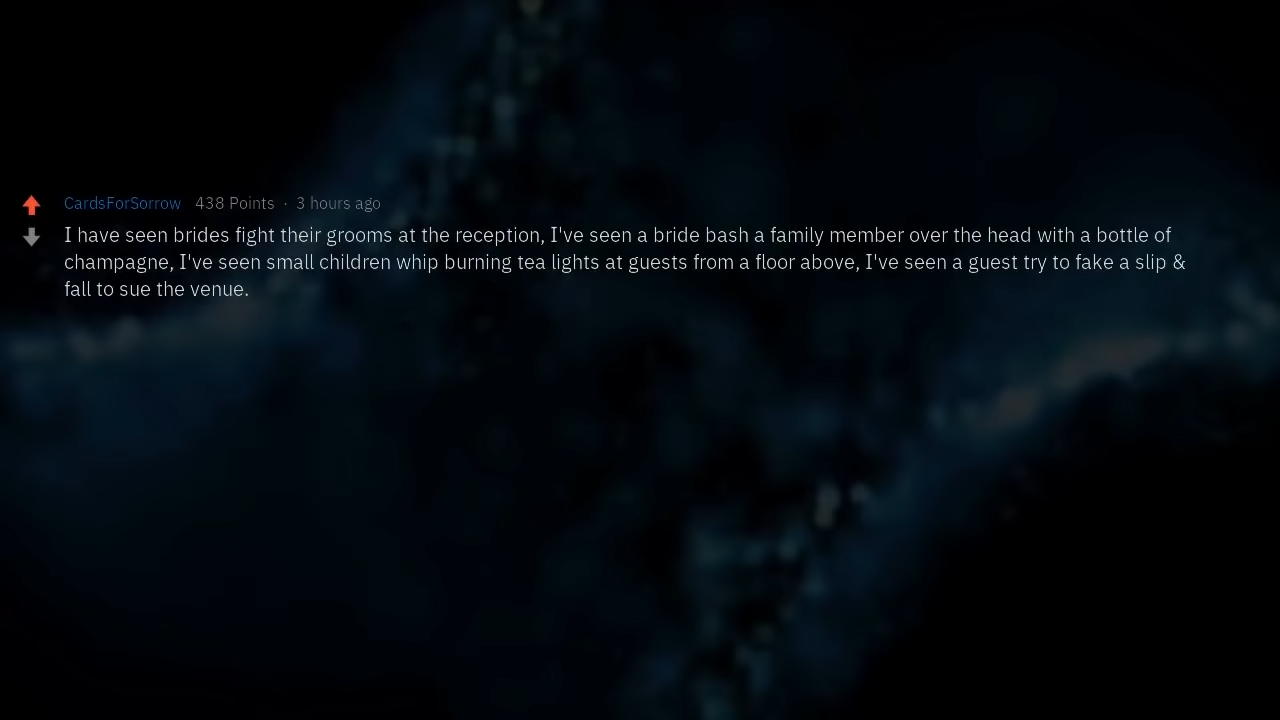 CardsForSorrow 438 Points · 3 hours ago
I have seen brides fight their grooms at the reception, I've seen a bride bash a family member over the head with a bottle of
champagne, I've seen small children whip burning tea lights at guests from a floor above, I've seen a guest try to fake a slip &
fall to sue the venue.